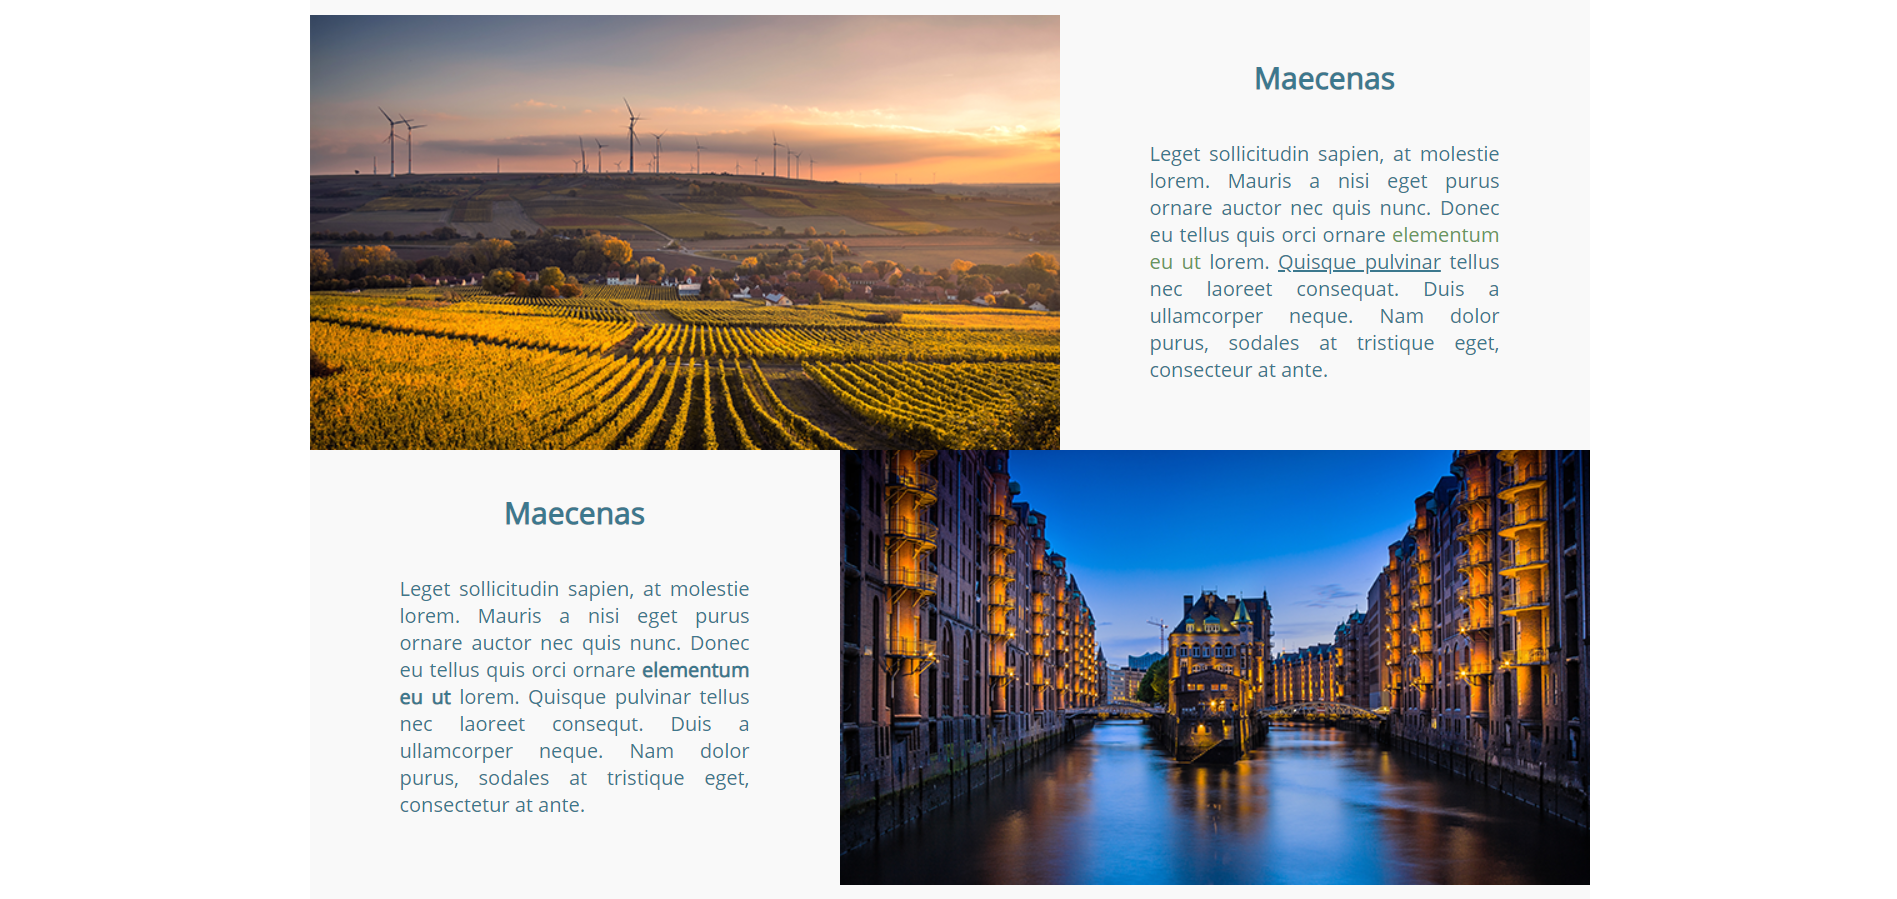 Maecenas
Leget sollicitudin sapien, at molestie
lorem. Mauris a nisi eget purus
ornare auctor nec quis nunc. Donec
eu tellus quis orci ornare elementum
eu ut lorem. Quisque pulvinar tellus
nec laoreet consequat. Duis a
ullamcorper neque. Nam dolor
purus, sodales at tristique eget,
consecteur at ante.
Maecenas
Leget sollicitudin sapien, at molestie
lorem. Mauris a nisi eget purus
ornare auctor nec quis nunc. Donec
eu tellus quis orci ornare elementum
eu ut lorem. Quisque pulvinar tellus
nec laoreet consequt. Duis a
ullamcorper neque. Nam dolor
purus, sodales at tristique eget,
consectetur at ante.